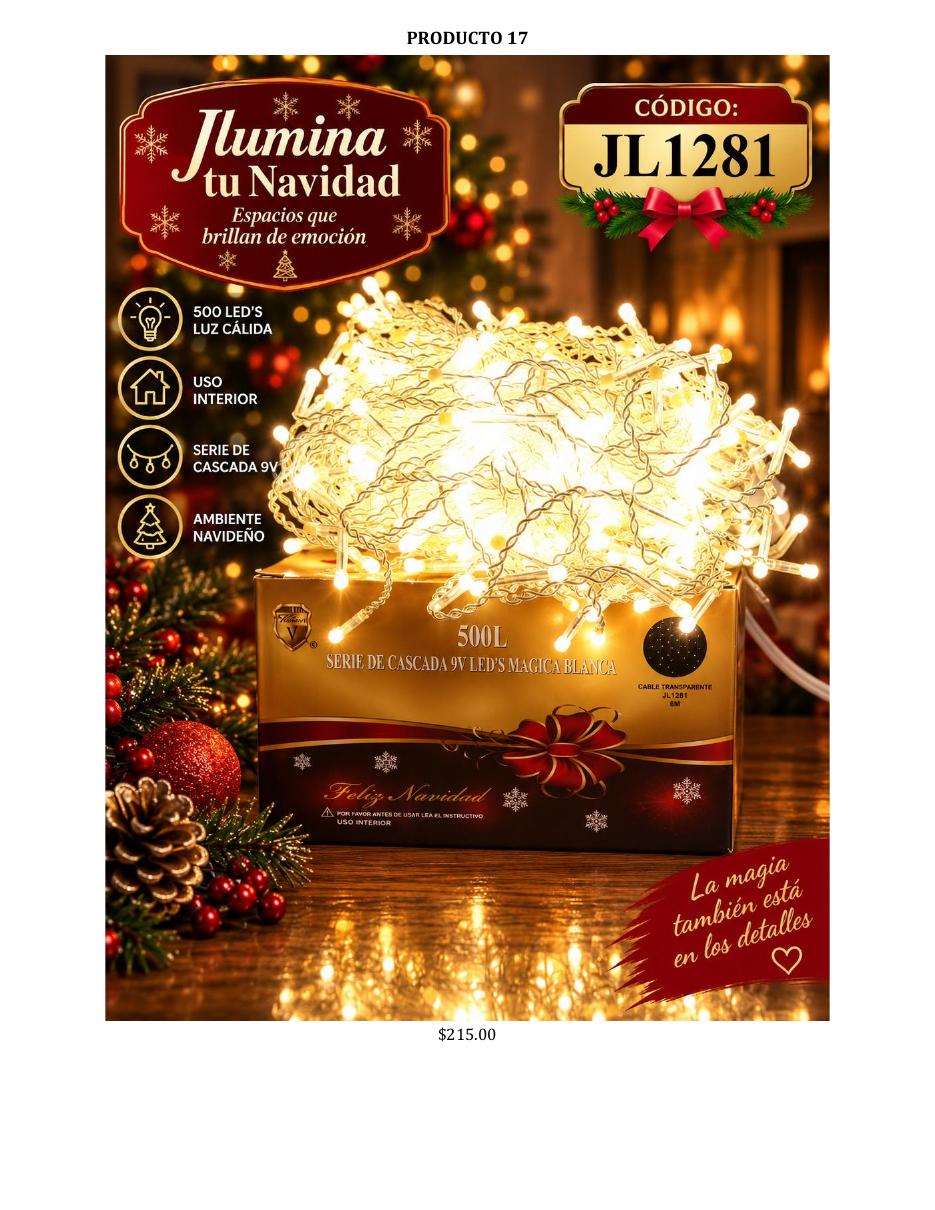 PRODUCTO 17
Ilumina
tu Navidad
Espacios que
brillan de emoción
CÓDIGO:
JL1281
500 LED'S
LUZ CÁLIDA
USO
INTERIOR
SERIE DE
CASCADA 9V
AMBIENTE
NAVIDEÑO
V
®
500L
SERIE DE CASCADA 9V LED'S MAGICA BLANCA
CABLE TRANSPARENTE
JL1281
6M
Feliz Navidad
POR FAVOR ANTES DE USAR LEA EL INSTRUCTIVO
USO INTERIOR
La magia
también está
en los detalles
$215.00